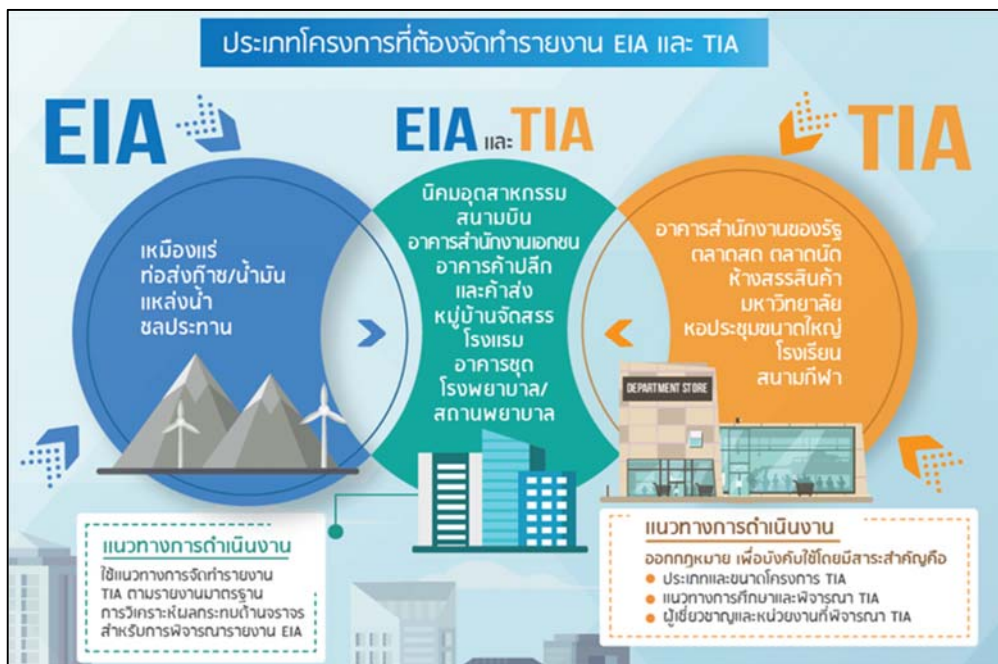 ประเภทโครงการที่ต้องจัดทำรายงาน EIA และ TIA
EIA
เหมืองแร่
ท่อส่งก๊าซ/น้ำมัน
แหล่งน้ำ
ชลประทาน
EIA และ TIA
นิคมอุตสาหกรรม
สนามบิน
อาคารสำนักงานเอกชน
อาคารค้าปลีก
และค้าส่ง
หมู่บ้านจัดสรร
โรงแรม
อาคารชุด
โรงพยาบาล/
สถานพยาบาล
TIA
อาคารสำนักงานของรัฐ
ตลาดสด ตลาดนัด
ห้างสรรสินค้า
มหาวิทยาลัย
หอประชุมขนาดใหญ่
โรงเรียน
สนามกีฬา
DEPARTMENT STORE
แนวทางการดำเนินงาน
ใช้แนวทางการจัดทำรายงาน
TIA ตามรายงานมาตรฐาน
การวิเคราะห์ผลกระทบด้านจราจร
สำหรับการพิจารณารายงาน EIA
แนวทางการดำเนินงาน
ออกกฎหมาย เพื่อบังคับใช้โดยมีสาระสำคัญคือ
ประเภทและขนาดโครงการ TIA
แนวทางการศึกษาและพิจารณา TIA
ผู้เชี่ยวชาญและหน่วยงานที่พิจารณา TIA